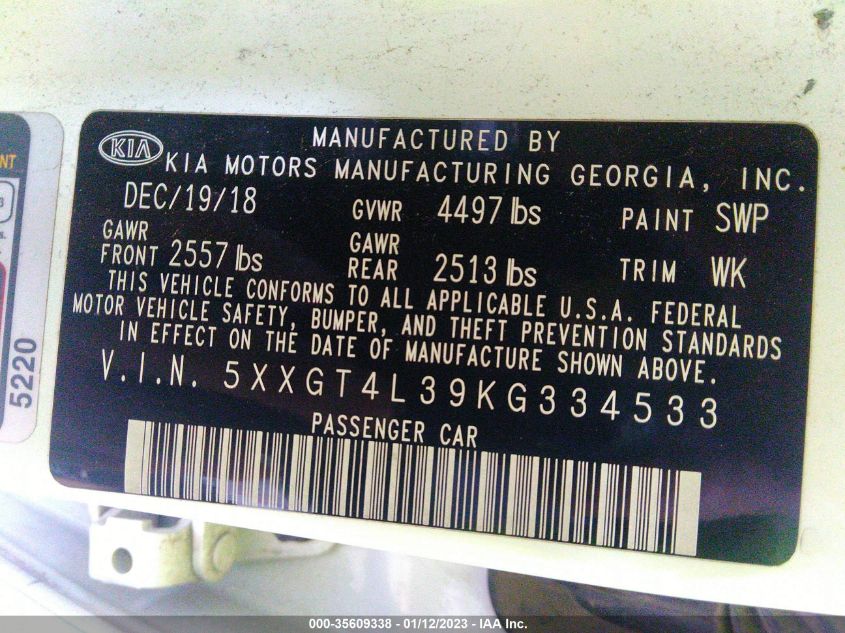 KIA
MANUFACTURED BY
KIA MOTORS MANUFACTURING GEORGIA, INC.
DEC/19/18 GVWR 4497 lbs PAINT SWP
GAWR FRONT 2557 lbs GAWR REAR 2513 lbs TRIM WK
THIS VEHICLE CONFORMS TO ALL APPLICABLE U.S.A. FEDERAL
MOTOR VEHICLE SAFETY, BUMPER, AND THEFT PREVENTION STANDARDS
IN EFFECT ON THE DATE OF MANUFACTURE SHOWN ABOVE.
V.I.N. 5XXGT4L39KG334533
PASSENGER CAR
5220
000-35609338 - 01/12/2023 - IAA Inc.